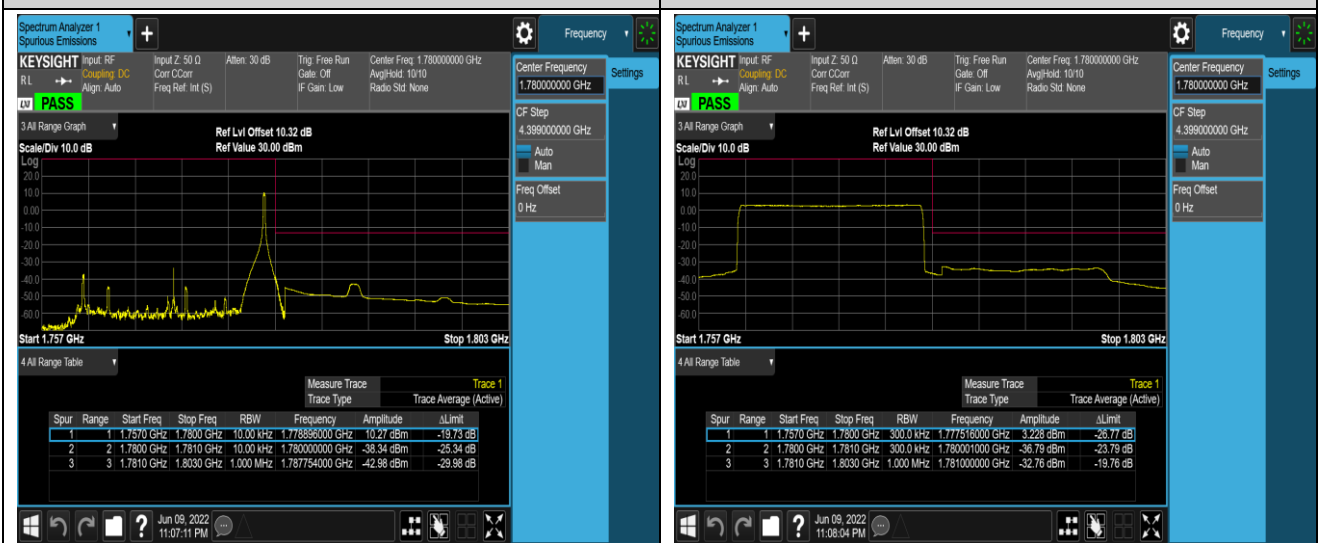 Spectrum Analyzer 1
Spurious Emissions
+
Frequency
KEYSIGHT
Input: RF
Input Z: 50 Ω
Atten: 30 dB
Trig: Free Run
Center Freq: 1.780000000 GHz
RL
Coupling: DC
Corr CCorr
Gate: Off
Avg|Hold: 10/10
Align: Auto
Freq Ref: Int (S)
IF Gain: Low
Radio Std: None
LXI PASS
Center Frequency
1.780000000 GHz
Settings
CF Step
4.399000000 GHz
Auto
Man
Freq Offset
0 Hz
3 All Range Graph
Ref Lvl Offset 10.32 dB
Scale/Div 10.0 dB
Ref Value 30.00 dBm
Log
20.0
10.0
0.00
-10.0
-20.0
-30.0
-40.0
-50.0
-60.0
Start 1.757 GHz
Stop 1.803 GHz
4 All Range Table
Measure Trace Trace 1
Trace Type Trace Average (Active)
Spur Range Start Freq Stop Freq RBW Frequency Amplitude ΔLimit
1 1 1.7570 GHz 1.7800 GHz 10.00 kHz 1.778896000 GHz 10.27 dBm -19.73 dB
2 2 1.7800 GHz 1.7810 GHz 10.00 kHz 1.780000000 GHz -38.34 dBm -25.34 dB
3 3 1.7810 GHz 1.8030 GHz 1.000 MHz 1.787754000 GHz -42.98 dBm -29.98 dB
?
Jun 09, 2022
11:07:11 PM
Spectrum Analyzer 1
Spurious Emissions
+
Frequency
KEYSIGHT
Input: RF
Input Z: 50 Ω
Atten: 30 dB
Trig: Free Run
Center Freq: 1.780000000 GHz
RL
Coupling: DC
Corr CCorr
Gate: Off
Avg|Hold: 10/10
Align: Auto
Freq Ref: Int (S)
IF Gain: Low
Radio Std: None
LXI PASS
Center Frequency
1.780000000 GHz
Settings
CF Step
4.399000000 GHz
Auto
Man
Freq Offset
0 Hz
3 All Range Graph
Ref Lvl Offset 10.32 dB
Scale/Div 10.0 dB
Ref Value 30.00 dBm
Log
20.0
10.0
0.00
-10.0
-20.0
-30.0
-40.0
-50.0
-60.0
Start 1.757 GHz
Stop 1.803 GHz
4 All Range Table
Measure Trace Trace 1
Trace Type Trace Average (Active)
Spur Range Start Freq Stop Freq RBW Frequency Amplitude ΔLimit
1 1 1.7570 GHz 1.7800 GHz 300.0 kHz 1.777516000 GHz 3.228 dBm -26.77 dB
2 2 1.7800 GHz 1.7810 GHz 300.0 kHz 1.780001000 GHz -36.79 dBm -23.79 dB
3 3 1.7810 GHz 1.8030 GHz 1.000 MHz 1.781000000 GHz -32.76 dBm -19.76 dB
?
Jun 09, 2022
11:08:04 PM